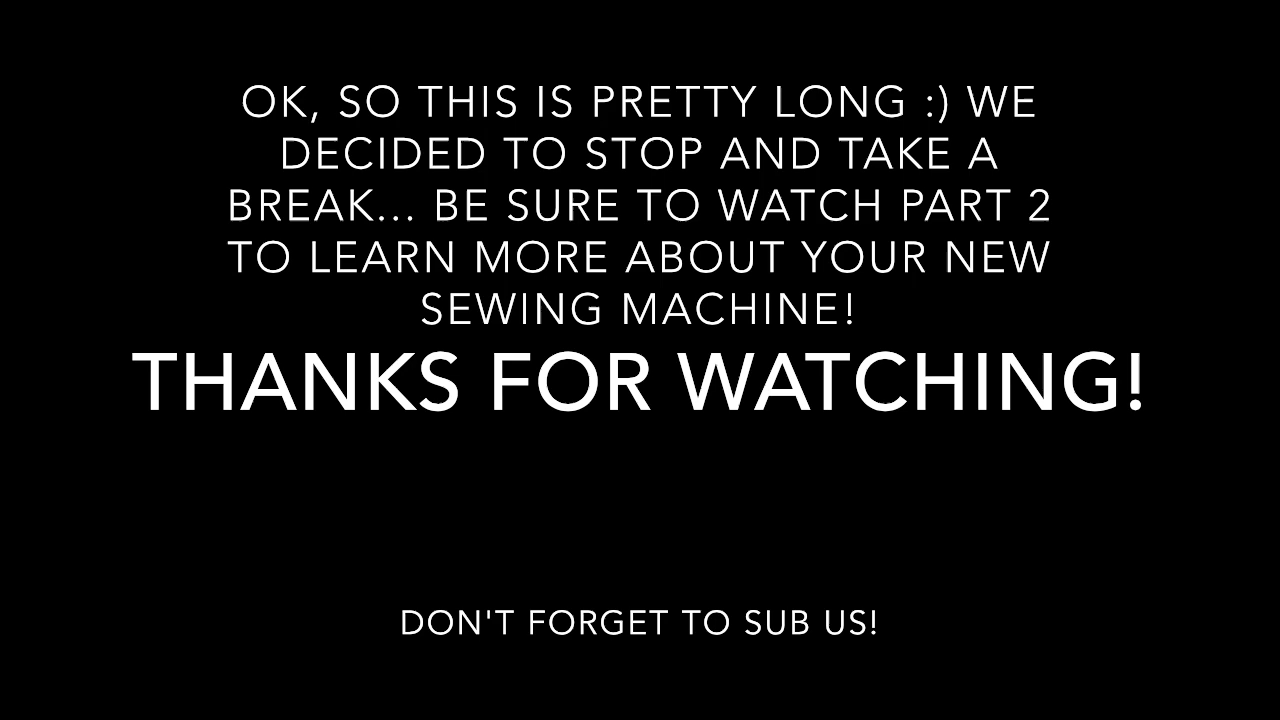 OK, SO THIS IS PRETTY LONG :) WE
DECIDED TO STOP AND TAKE A
BREAK... BE SURE TO WATCH PART 2
TO LEARN MORE ABOUT YOUR NEW
SEWING MACHINE!
THANKS FOR WATCHING!
DON'T FORGET TO SUB US!